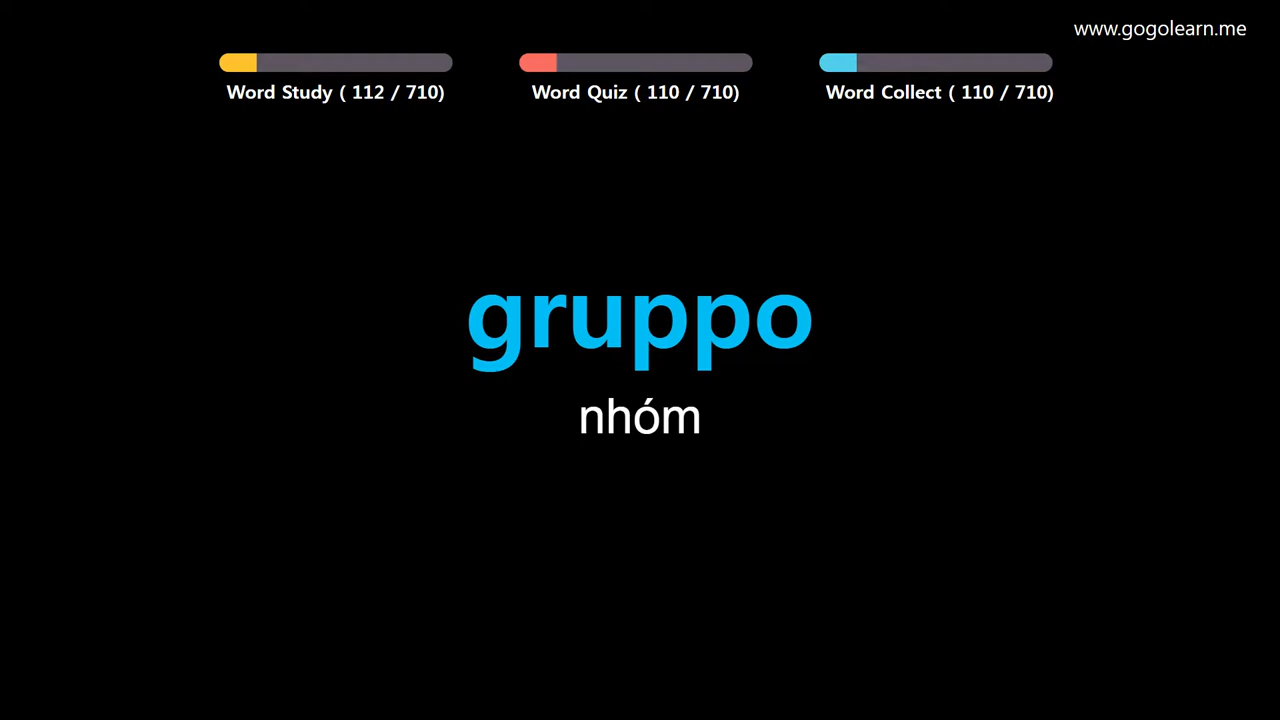 www.gogolearn.me
Word Study ( 112 / 710)
Word Quiz ( 110 / 710)
Word Collect ( 110 / 710)
gruppo
nhóm